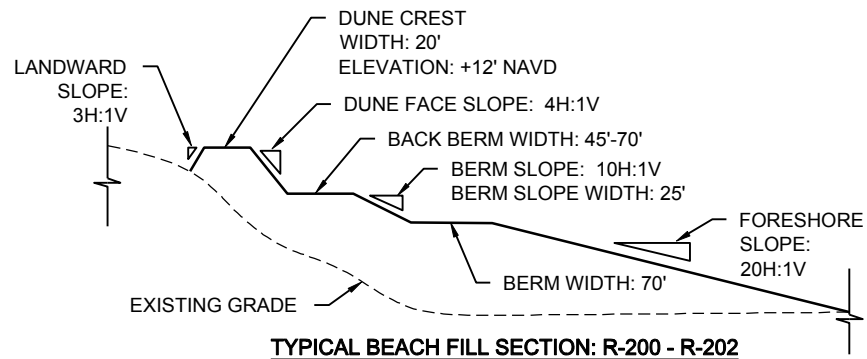 DUNE CREST
WIDTH: 20'
ELEVATION: +12' NAVD
LANDWARD
SLOPE:
3H:1V
DUNE FACE SLOPE: 4H:1V
BACK BERM WIDTH: 45'-70'
BERM SLOPE: 10H:1V
BERM SLOPE WIDTH: 25'
FORESHORE
SLOPE:
20H:1V
BERM WIDTH: 70'
EXISTING GRADE
TYPICAL BEACH FILL SECTION: R-200 - R-202